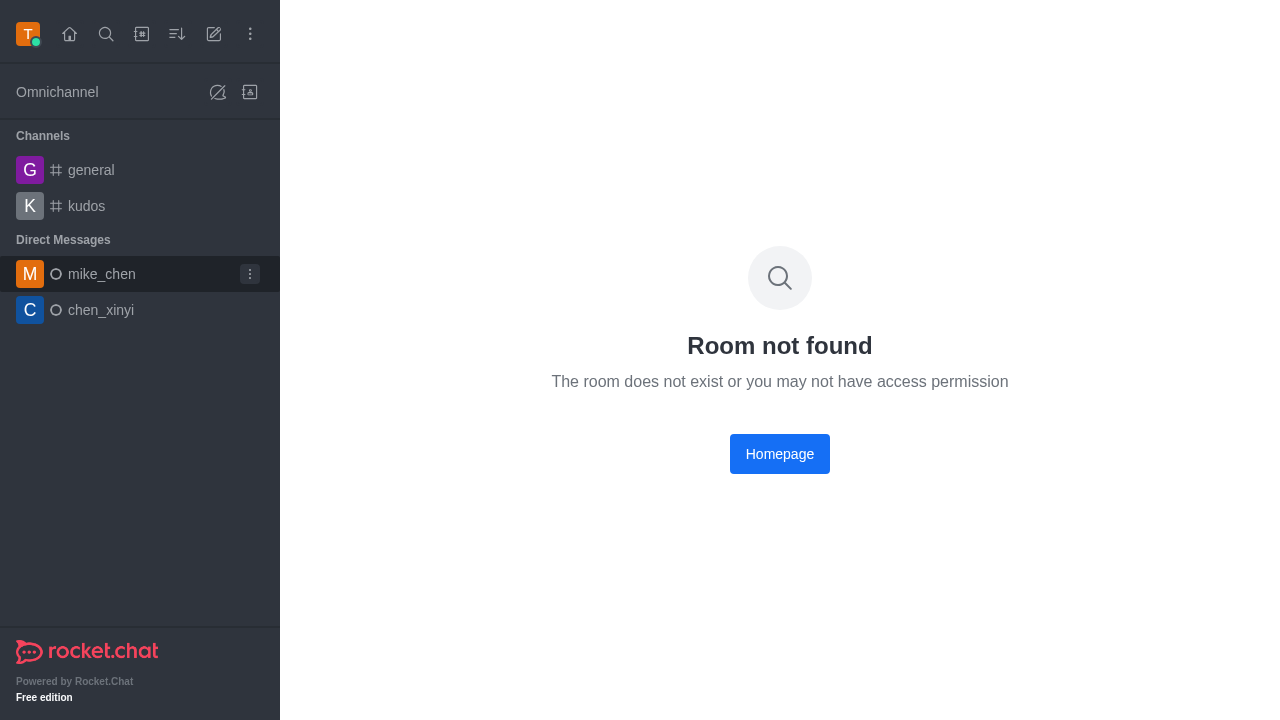 T
Omnichannel
Channels
G general
K kudos
Direct Messages
M mike_chen
C chen_xinyi
Room not found
The room does not exist or you may not have access permission
Homepage
rocket.chat
Powered by Rocket.Chat
Free edition